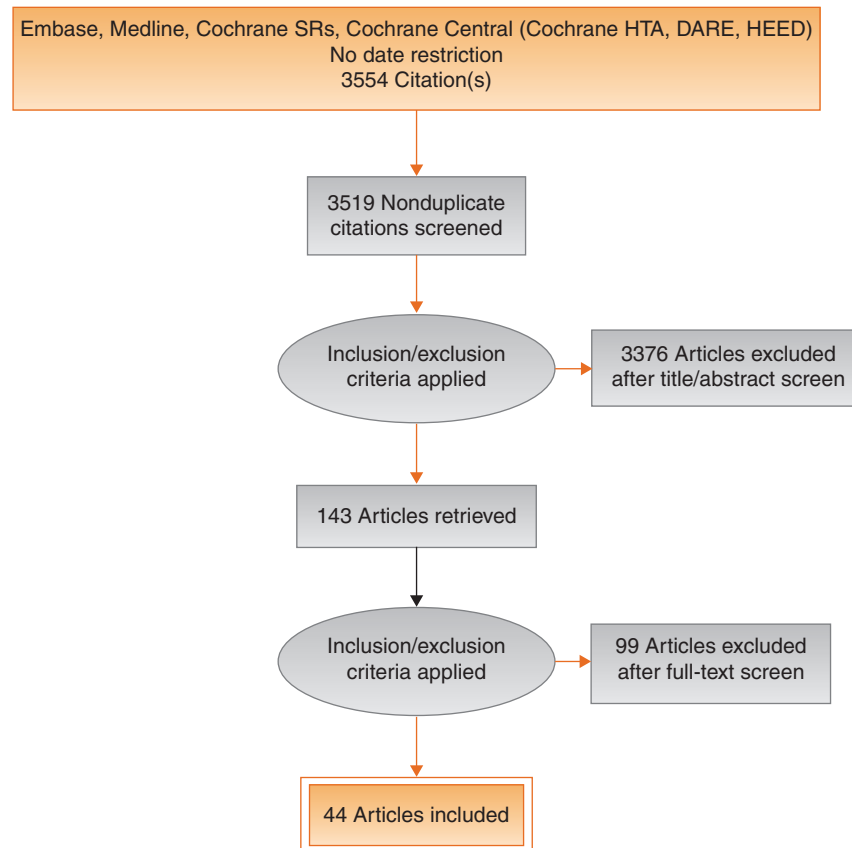 Embase, Medline, Cochrane SRs, Cochrane Central (Cochrane HTA, DARE, HEED)
No date restriction
3554 Citation(s)
3519 Nonduplicate
citations screened
Inclusion/exclusion
criteria applied
3376 Articles excluded
after title/abstract screen
143 Articles retrieved
Inclusion/exclusion
criteria applied
99 Articles excluded
after full-text screen
44 Articles included